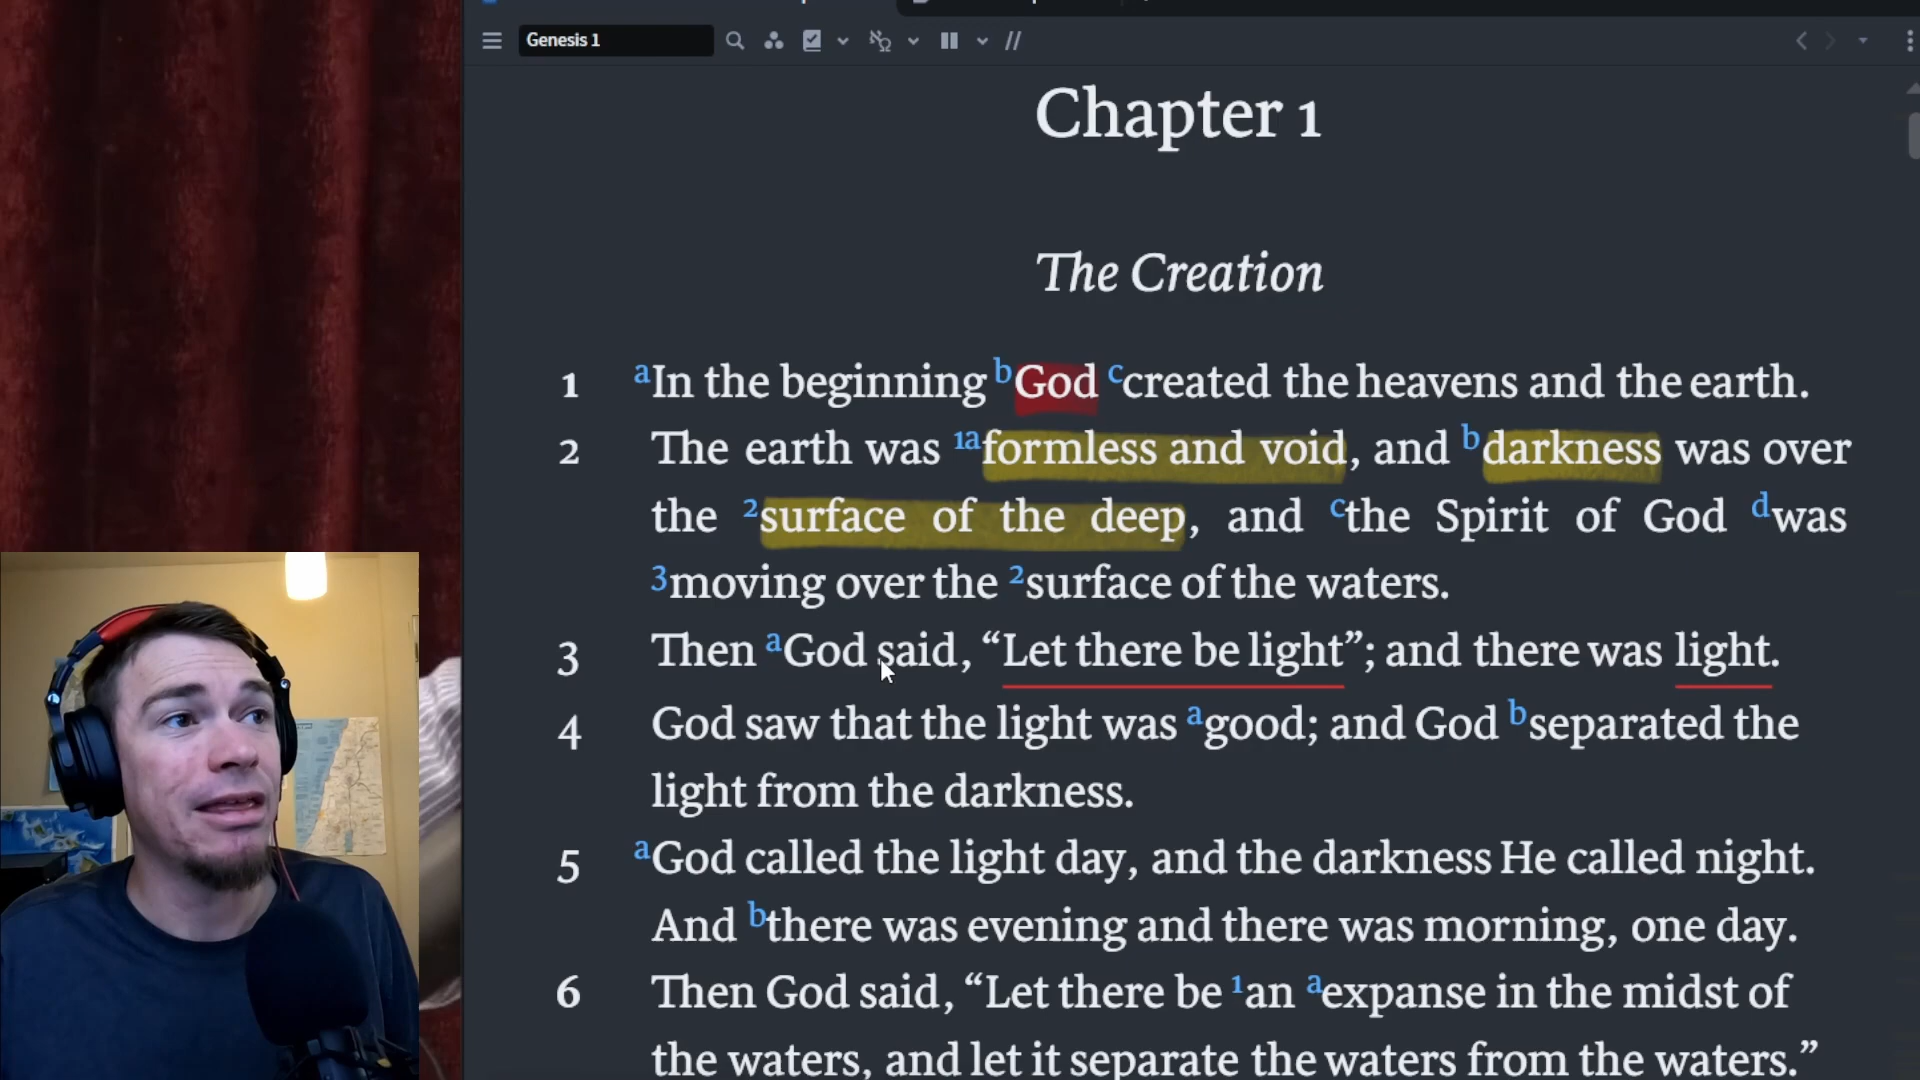 Genesis 1
Chapter 1
The Creation
1 aIn the beginning bGod ccreated the heavens and the earth.
2 The earth was 1aformless and void, and bdarkness was over
the 2surface of the deep, and cthe Spirit of God dwas
3moving over the 2surface of the waters.
3 Then aGod said, “Let there be light”; and there was light.
4 God saw that the light was agood; and God bseparated the
light from the darkness.
5 aGod called the light day, and the darkness He called night.
And bthere was evening and there was morning, one day.
6 Then God said, “Let there be 1an aexpanse in the midst of
the waters, and let it separate the waters from the waters.”